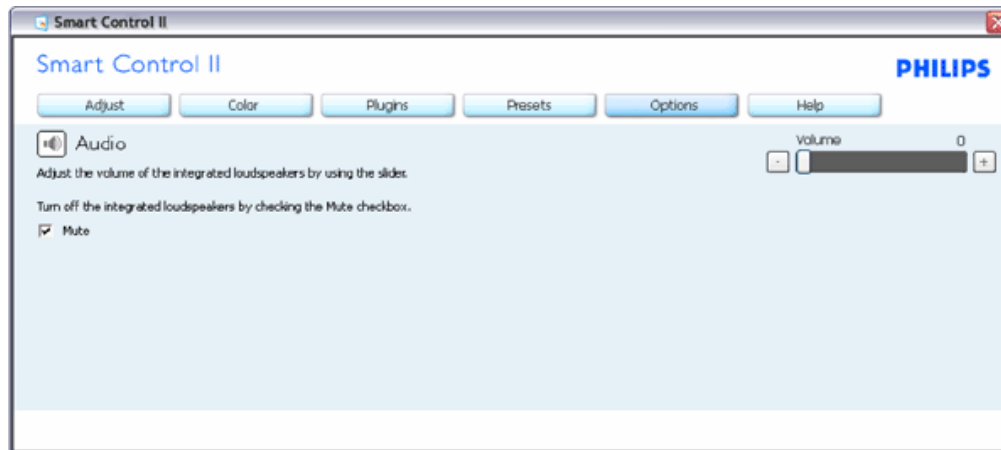 Smart Control II
Smart Control II
PHILIPS
Adjust Color Plugins Presets Options Help
Audio
Volume 0
- +
Adjust the volume of the integrated loudspeakers by using the slider.
Turn off the integrated loudspeakers by checking the Mute checkbox.
Mute